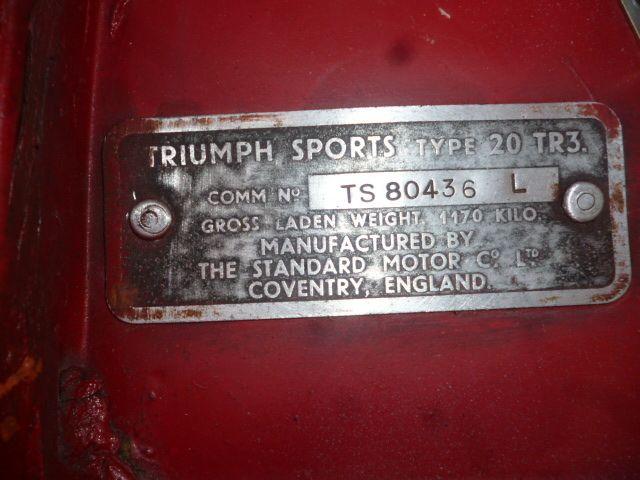 TRIUMPH SPORTS TYPE 20 TR3.
COMM Nº TS 80436 L
GROSS LADEN WEIGHT. 1170 KILO.
MANUFACTURED BY
THE STANDARD MOTOR Cº. LTD
COVENTRY, ENGLAND.